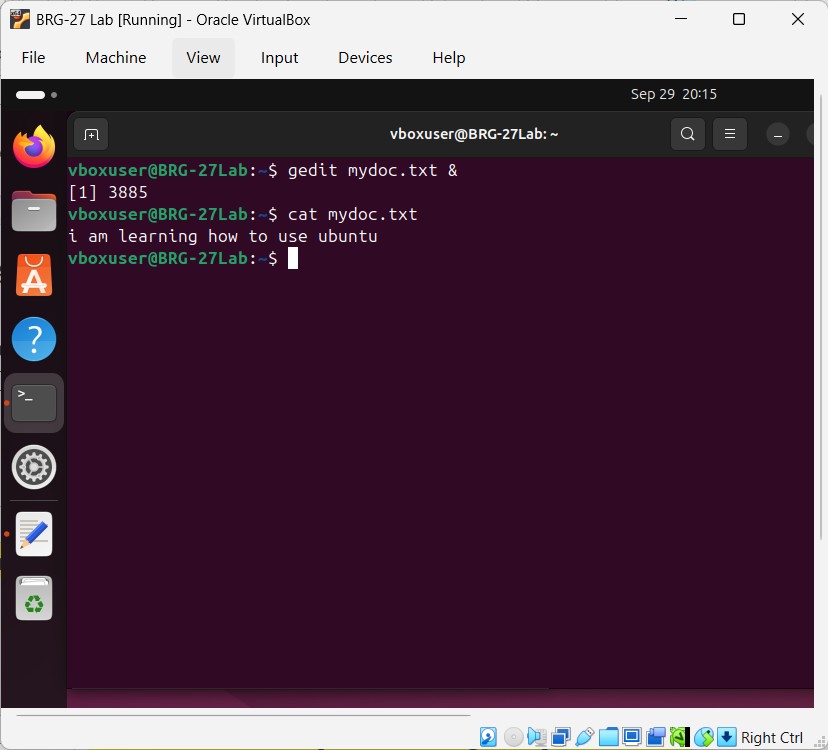 BRG-27 Lab [Running] - Oracle VirtualBox
File Machine View Input Devices Help
Sep 29 20:15
vboxuser@BRG-27Lab: ~
vboxuser@BRG-27Lab:~$ gedit mydoc.txt &
[1] 3885
vboxuser@BRG-27Lab:~$ cat mydoc.txt
i am learning how to use ubuntu
vboxuser@BRG-27Lab:~$
Right Ctrl